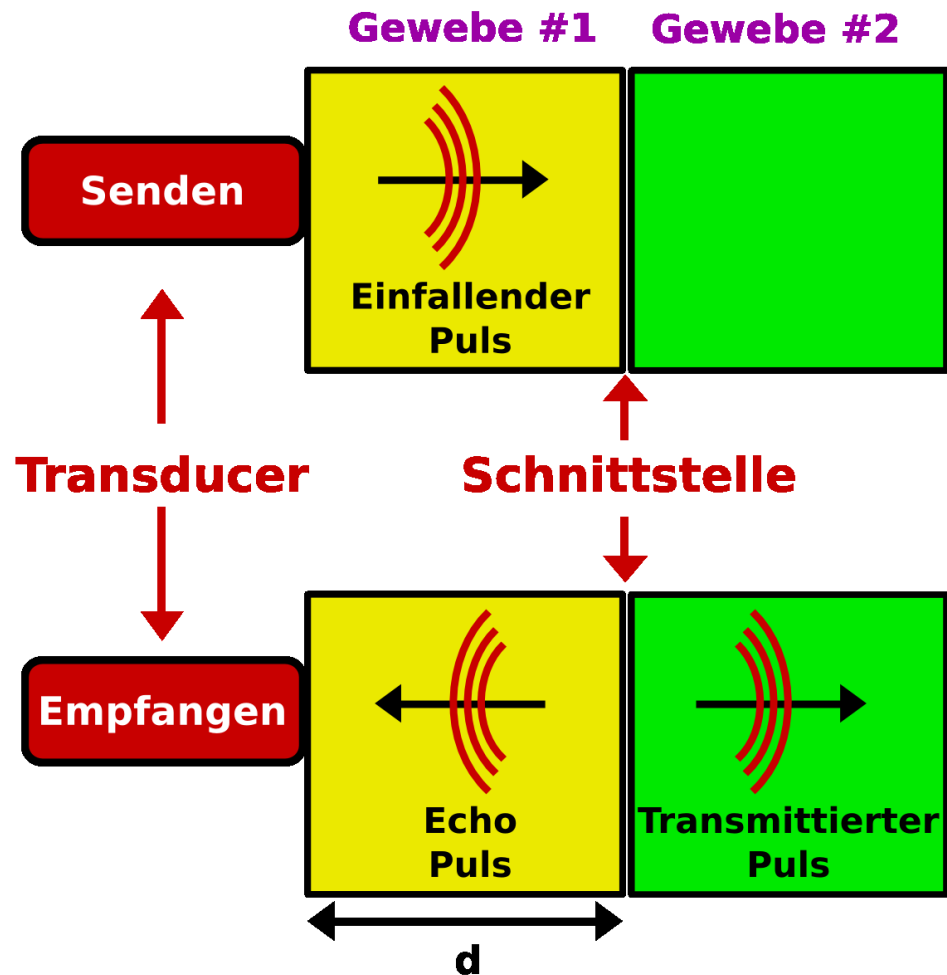 Gewebe #1
Gewebe #2
Senden
Einfallender
Puls
Transducer
Schnittstelle
Empfangen
Echo
Puls
Transmittierter
Puls
d